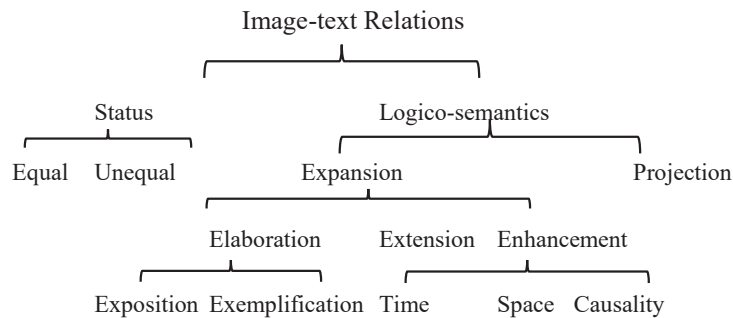 Image-text Relations
Status Logico-semantics
Equal Unequal Expansion Projection
Elaboration Extension Enhancement
Exposition Exemplification Time Space Causality